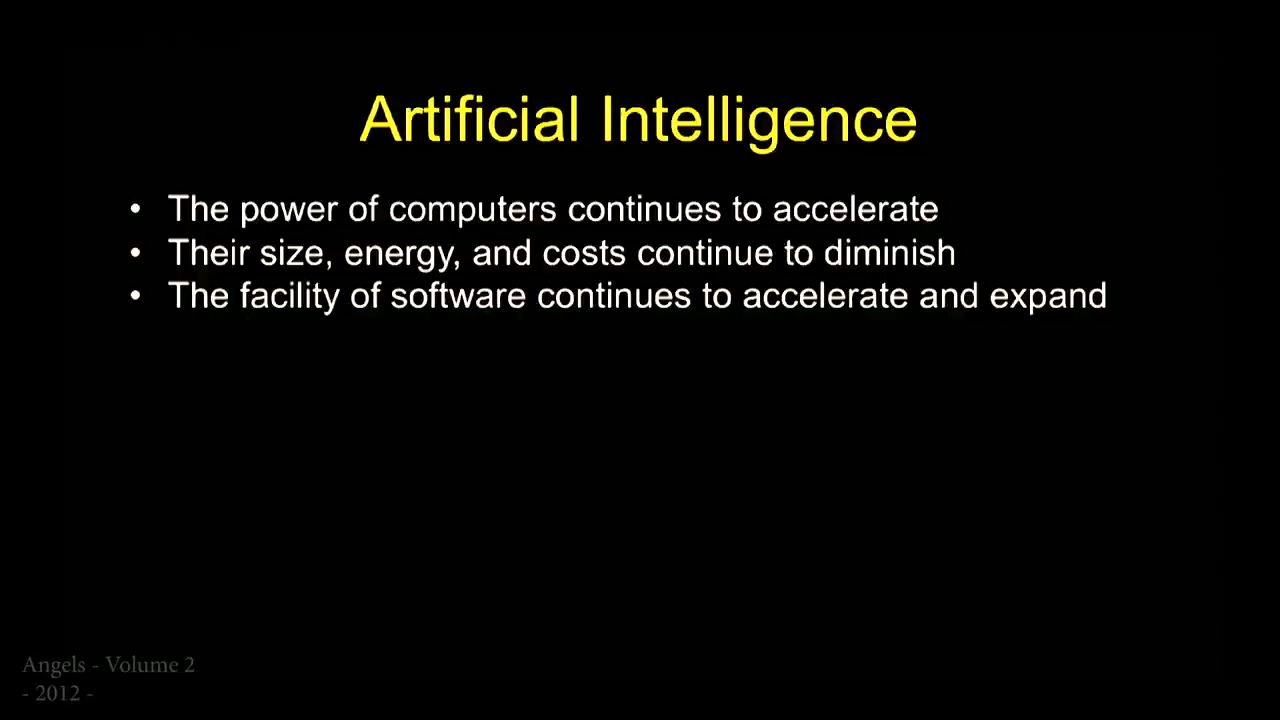 Artificial Intelligence
• The power of computers continues to accelerate
• Their size, energy, and costs continue to diminish
• The facility of software continues to accelerate and expand
Angels - Volume 2
- 2012 -